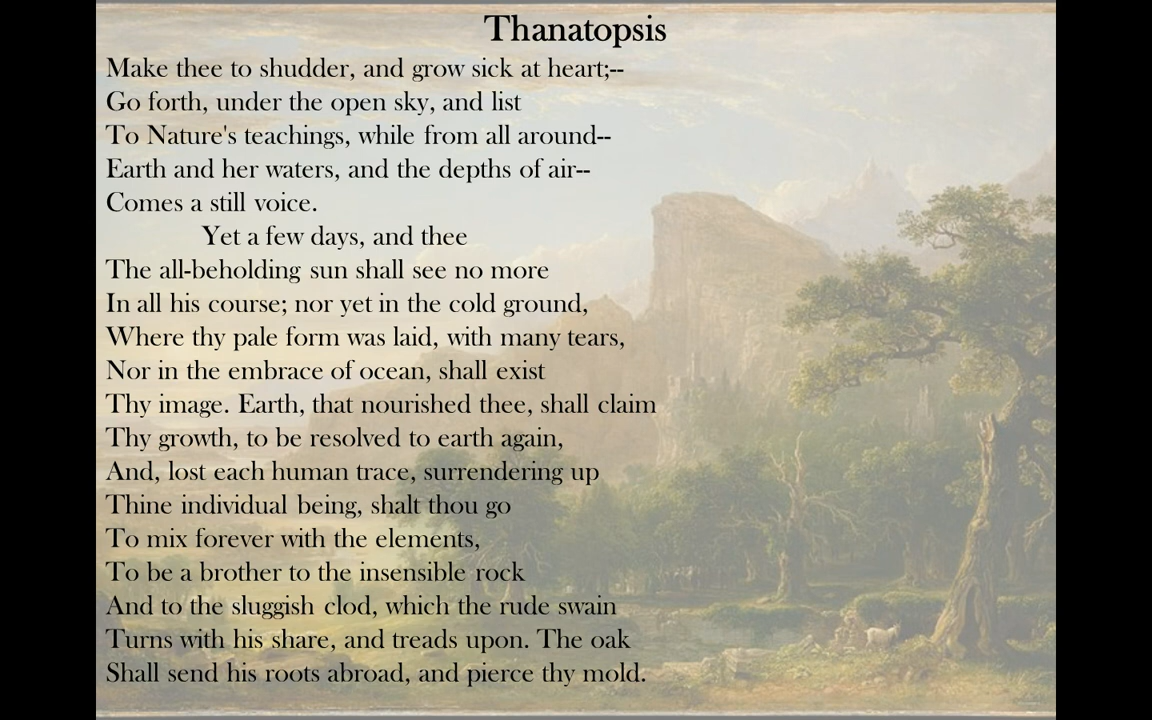 Thanatopsis
Make thee to shudder, and grow sick at heart;--
Go forth, under the open sky, and list
To Nature's teachings, while from all around--
Earth and her waters, and the depths of air--
Comes a still voice.
Yet a few days, and thee
The all-beholding sun shall see no more
In all his course; nor yet in the cold ground,
Where thy pale form was laid, with many tears,
Nor in the embrace of ocean, shall exist
Thy image. Earth, that nourished thee, shall claim
Thy growth, to be resolved to earth again,
And, lost each human trace, surrendering up
Thine individual being, shalt thou go
To mix forever with the elements,
To be a brother to the insensible rock
And to the sluggish clod, which the rude swain
Turns with his share, and treads upon. The oak
Shall send his roots abroad, and pierce thy mold.